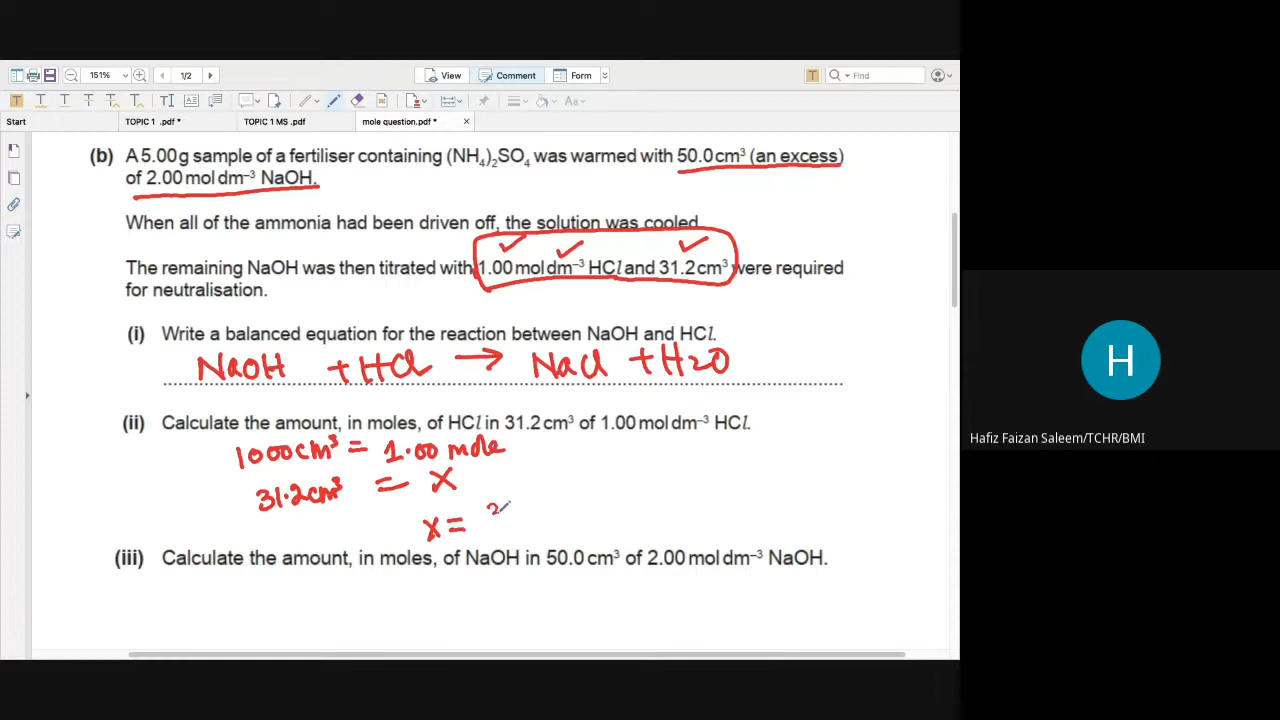 151%
1/2
View
Comment
Form
T
Find
Start
TOPIC 1 .pdf *
TOPIC 1 MS .pdf
mole question.pdf *
(b) A 5.00 g sample of a fertiliser containing (NH₄)₂SO₄ was warmed with 50.0 cm³ (an excess)
of 2.00 mol dm⁻³ NaOH.
When all of the ammonia had been driven off, the solution was cooled.
The remaining NaOH was then titrated with 1.00 mol dm⁻³ HCl and 31.2 cm³ were required
for neutralisation.
(i) Write a balanced equation for the reaction between NaOH and HCl.
NaOH + HCl → NaCl + H2O
(ii) Calculate the amount, in moles, of HCl in 31.2 cm³ of 1.00 mol dm⁻³ HCl.
1000cm³ = 1.00 mole
31.2cm³ = X
X =
(iii) Calculate the amount, in moles, of NaOH in 50.0 cm³ of 2.00 mol dm⁻³ NaOH.
H
Hafiz Faizan Saleem/TCHR/BMI